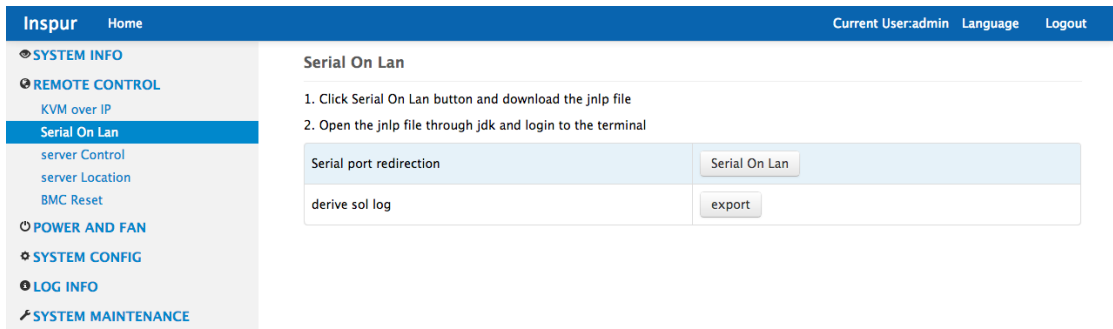 Inspur Home Current User:admin Language Logout
SYSTEM INFO
REMOTE CONTROL
KVM over IP
Serial On Lan
server Control
server Location
BMC Reset
POWER AND FAN
SYSTEM CONFIG
LOG INFO
SYSTEM MAINTENANCE
Serial On Lan
1. Click Serial On Lan button and download the jnlp file
2. Open the jnlp file through jdk and login to the terminal
Serial port redirection Serial On Lan
derive sol log export